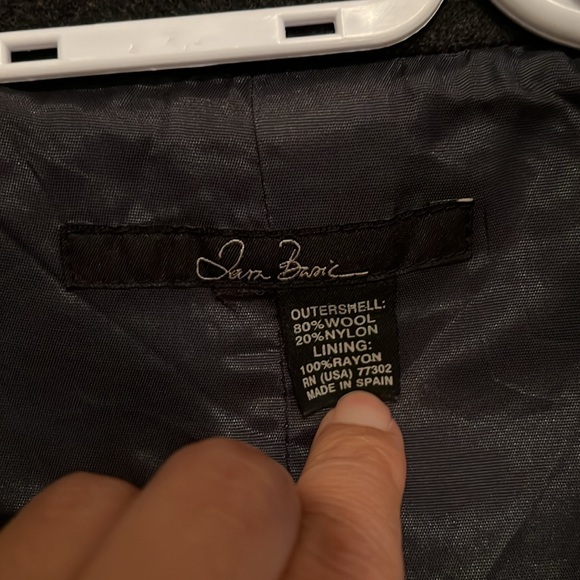 Zara Basic
OUTERSHELL:
80%WOOL
20%NYLON
LINING:
100%RAYON
RN (USA) 77302
MADE IN SPAIN